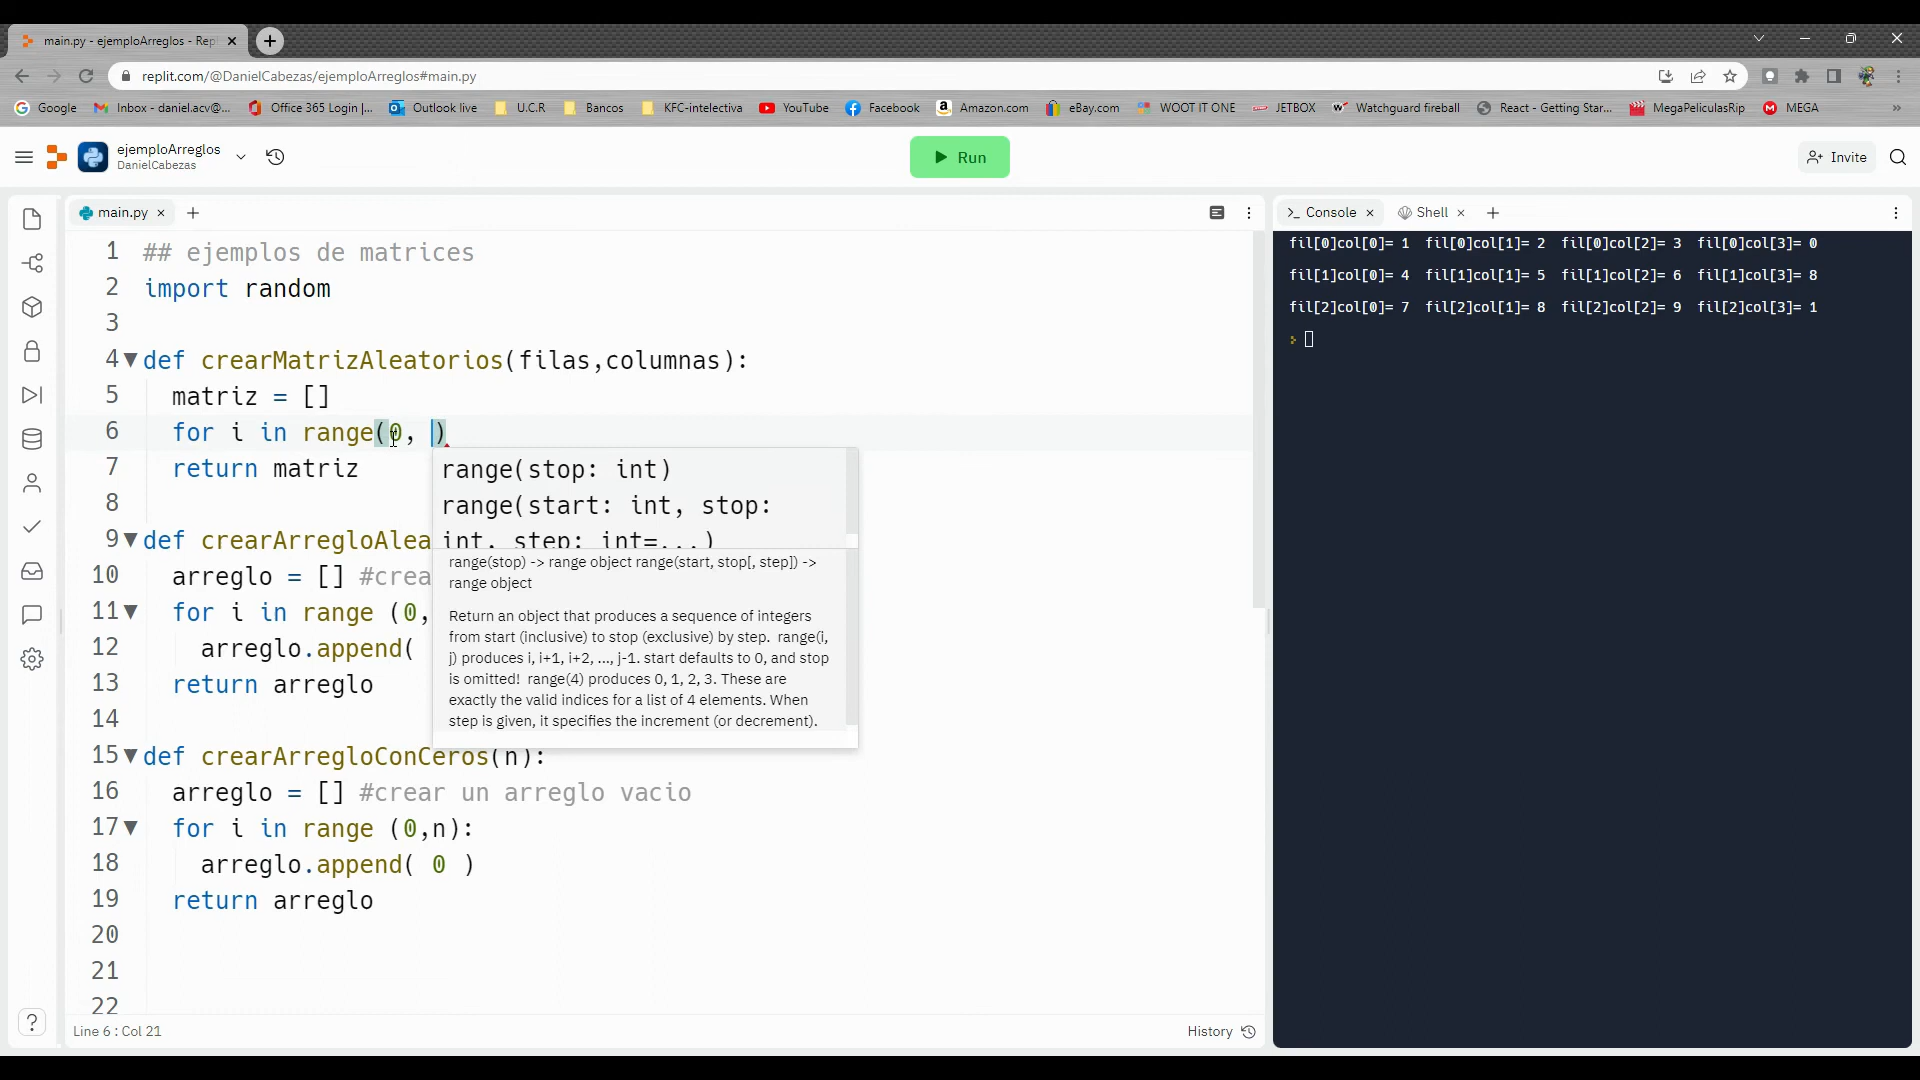 main.py - ejemploArreglos - Repl
replit.com/@DanielCabezas/ejemploArreglos#main.py
Google Inbox - daniel.acv@... Office 365 Login |... Outlook live U.C.R Bancos KFC-intelectiva YouTube Facebook Amazon.com eBay.com WOOT IT ONE JETBOX Watchguard fireball React - Getting Star... MegaPeliculasRip MEGA »
ejemploArreglos
DanielCabezas
Run
Invite
main.py
Console Shell
1 ## ejemplos de matrices
2 import random
3
4 def crearMatrizAleatorios(filas,columnas):
5 matriz = []
6 for i in range(0, )
7 return matriz
8
9 def crearArregloAlea
10 arreglo = [] #crea
11 for i in range (0,
12 arreglo.append(
13 return arreglo
14
15 def crearArregloConCeros(n):
16 arreglo = [] #crear un arreglo vacio
17 for i in range (0,n):
18 arreglo.append( 0 )
19 return arreglo
20
21
22
range(stop: int)
range(start: int, stop:
int, step: int=...)
range(stop) -> range object range(start, stop[, step]) ->
range object
Return an object that produces a sequence of integers
from start (inclusive) to stop (exclusive) by step. range(i,
j) produces i, i+1, i+2, ..., j-1. start defaults to 0, and stop
is omitted! range(4) produces 0, 1, 2, 3. These are
exactly the valid indices for a list of 4 elements. When
step is given, it specifies the increment (or decrement).
fil[0]col[0]= 1 fil[0]col[1]= 2 fil[0]col[2]= 3 fil[0]col[3]= 0
fil[1]col[0]= 4 fil[1]col[1]= 5 fil[1]col[2]= 6 fil[1]col[3]= 8
fil[2]col[0]= 7 fil[2]col[1]= 8 fil[2]col[2]= 9 fil[2]col[3]= 1
?
Line 6 : Col 21
History